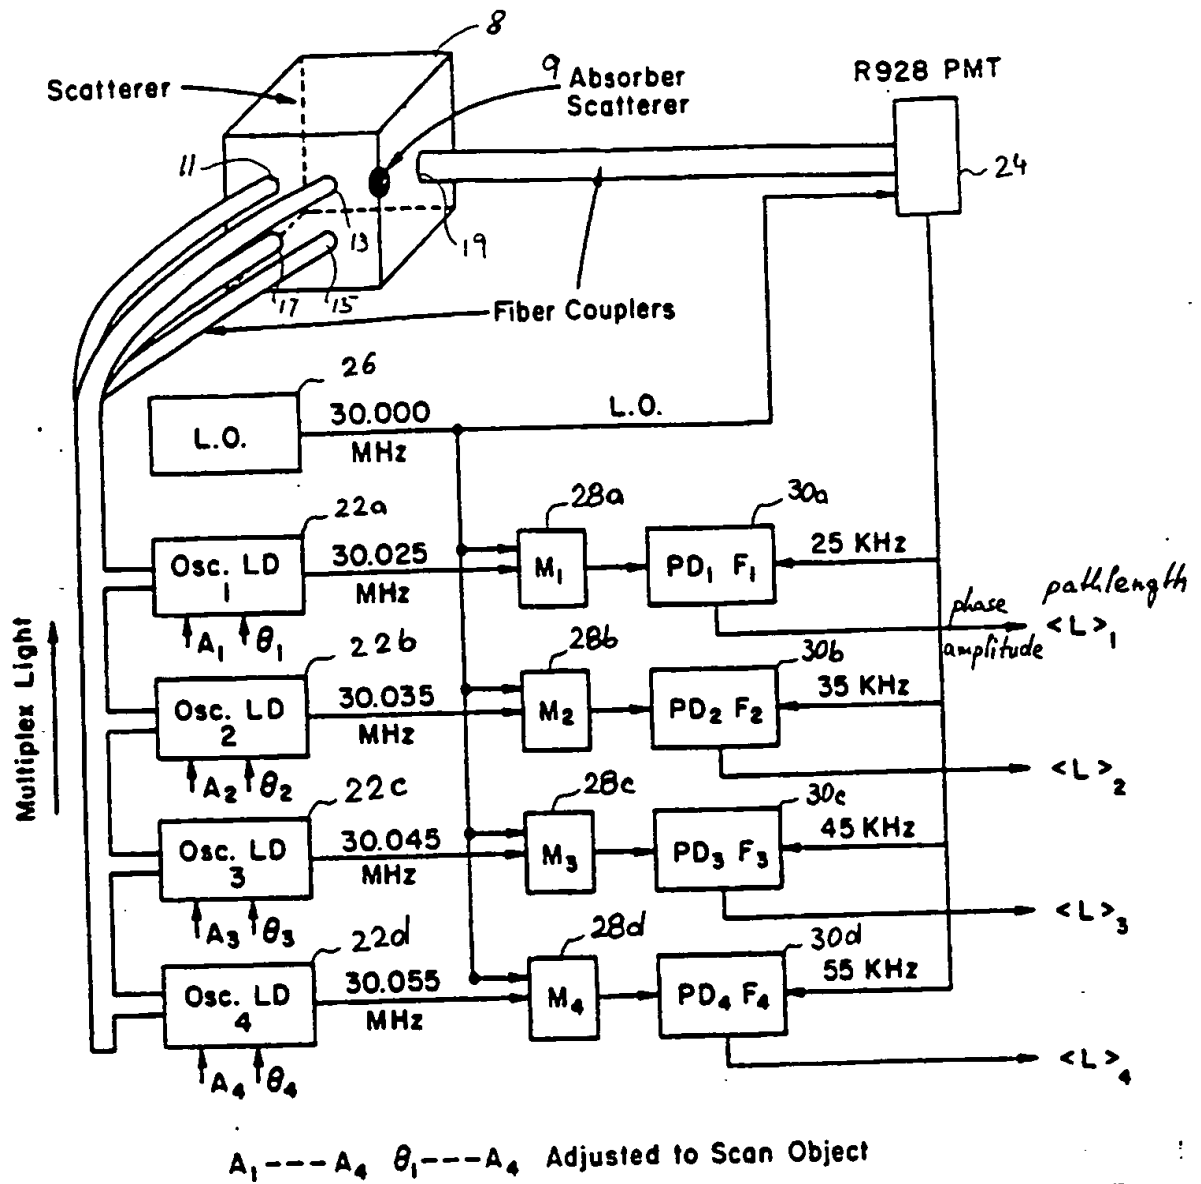 8
Scatterer
9 Absorber
Scatterer
R928 PMT
11
24
13
19
17
15
Fiber Couplers
26
L.O.
30.000
MHz
L.O.
22a
28a
30a
Osc. LD
1
30.025
MHz
M₁
PD₁ F₁
25 KHz
A₁ θ₁
phase
amplitude
pathlength
<L>₁
22b
28b
30b
Osc. LD
2
30.035
MHz
M₂
PD₂ F₂
35 KHz
A₂ θ₂
<L>₂
Multiplex Light
22c
28c
30c
Osc. LD
3
30.045
MHz
M₃
PD₃ F₃
45 KHz
A₃ θ₃
<L>₃
22d
28d
30d
Osc. LD
4
30.055
MHz
M₄
PD₄ F₄
55 KHz
A₄ θ₄
<L>₄
A₁---A₄ θ₁---A₄ Adjusted to Scan Object